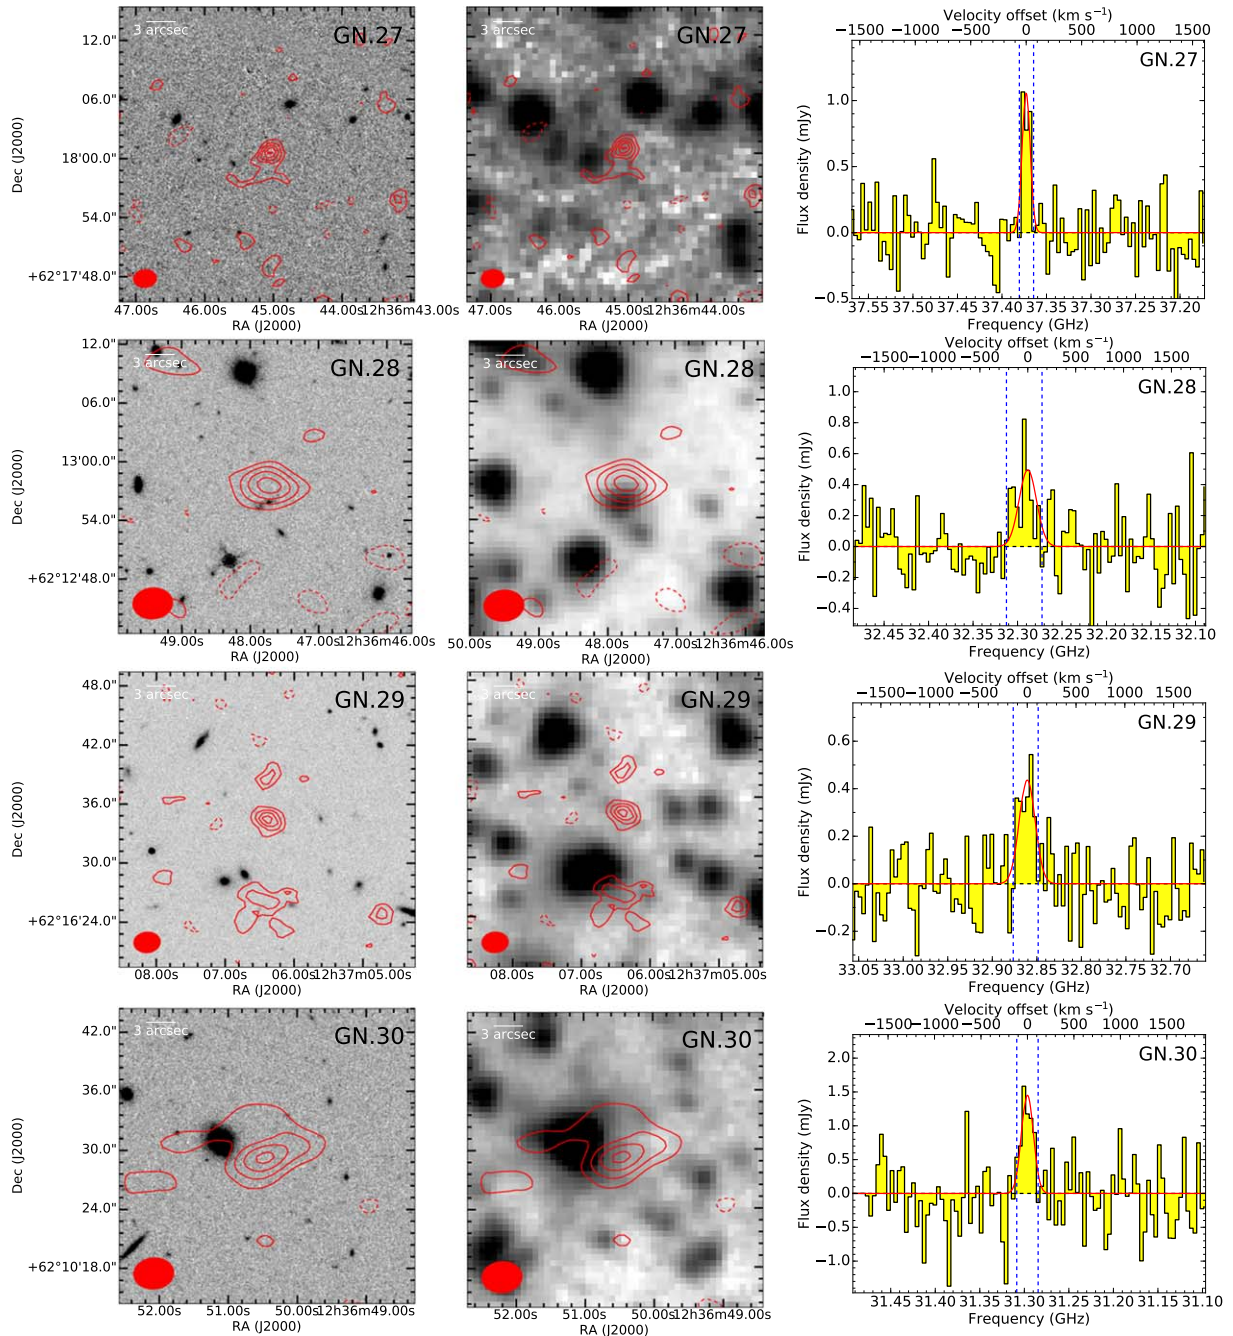 3 arcsec
GN.27
12.0"
06.0"
18'00.0"
54.0"
+62°17'48.0"
Dec (J2000)
47.00s 46.00s 45.00s 44.00s 12h36m43.00s
RA (J2000)
3 arcsec
GN.27
47.00s 46.00s 45.00s 44.00s 12h36m43.00s
RA (J2000)
Velocity offset (km s⁻¹)
−1500 −1000 −500 0 500 1000 1500
GN.27
1.0
0.5
0.0
−0.5
Flux density (mJy)
37.55 37.50 37.45 37.40 37.35 37.30 37.25 37.20
Frequency (GHz)
3 arcsec
GN.28
12.0"
06.0"
13'00.0"
54.0"
+62°12'48.0"
Dec (J2000)
49.00s 48.00s 47.00s 12h36m46.00s
RA (J2000)
3 arcsec
GN.28
50.00s 49.00s 48.00s 47.00s 12h36m46.00s
RA (J2000)
Velocity offset (km s⁻¹)
−1500 −1000 −500 0 500 1000 1500
GN.28
1.0
0.8
0.6
0.4
0.2
0.0
−0.2
−0.4
Flux density (mJy)
32.45 32.40 32.35 32.30 32.25 32.20 32.15 32.10
Frequency (GHz)
3 arcsec
GN.29
48.0"
42.0"
36.0"
30.0"
+62°16'24.0"
Dec (J2000)
08.00s 07.00s 06.00s 12h37m05.00s
RA (J2000)
3 arcsec
GN.29
08.00s 07.00s 06.00s 12h37m05.00s
RA (J2000)
Velocity offset (km s⁻¹)
−1500 −1000 −500 0 500 1000 1500
GN.29
0.6
0.4
0.2
0.0
−0.2
Flux density (mJy)
33.05 33.00 32.95 32.90 32.85 32.80 32.75 32.70
Frequency (GHz)
3 arcsec
GN.30
42.0"
36.0"
30.0"
24.0"
+62°10'18.0"
Dec (J2000)
52.00s 51.00s 50.00s 12h36m49.00s
RA (J2000)
3 arcsec
GN.30
52.00s 51.00s 50.00s 12h36m49.00s
RA (J2000)
Velocity offset (km s⁻¹)
−1500 −1000 −500 0 500 1000 1500
GN.30
2.0
1.5
1.0
0.5
0.0
−0.5
−1.0
Flux density (mJy)
31.45 31.40 31.35 31.30 31.25 31.20 31.15 31.10
Frequency (GHz)